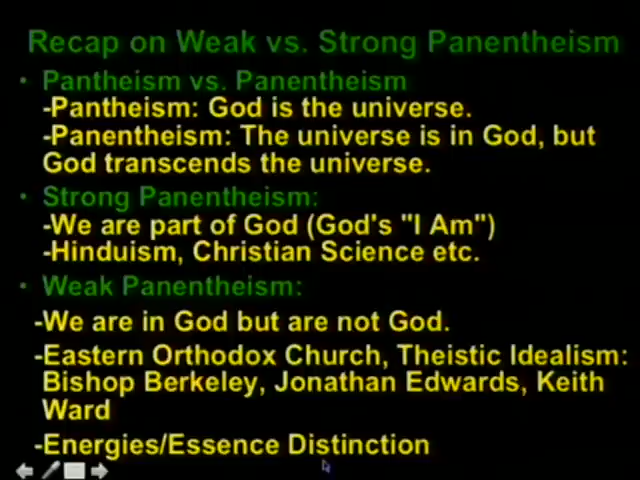 Recap on Weak vs. Strong Panentheism
• Pantheism vs. Panentheism
-Pantheism: God is the universe.
-Panentheism: The universe is in God, but
God transcends the universe.
• Strong Panentheism:
-We are part of God (God's "I Am")
-Hinduism, Christian Science etc.
• Weak Panentheism:
-We are in God but are not God.
-Eastern Orthodox Church, Theistic Idealism:
Bishop Berkeley, Jonathan Edwards, Keith
Ward
-Energies/Essence Distinction